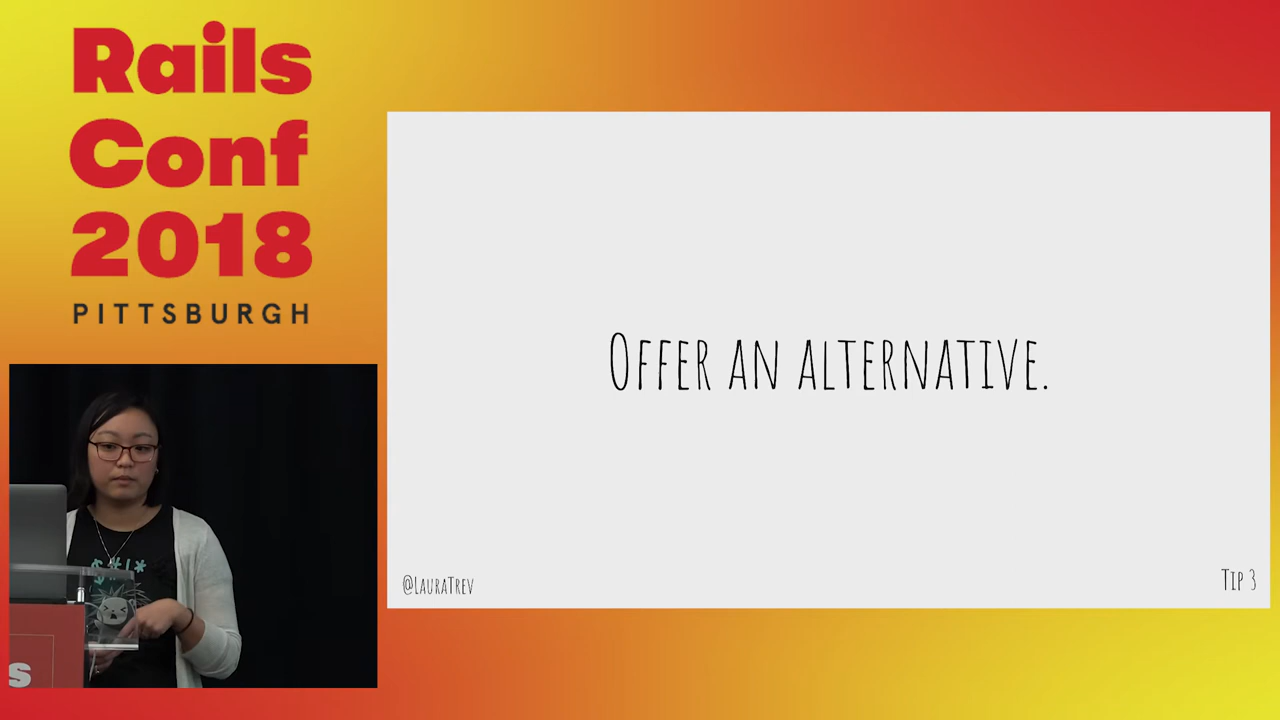 Rails
Conf
2018
PITTSBURGH
OFFER AN ALTERNATIVE.
@LAURATREV
TIP 3
$#!*
s